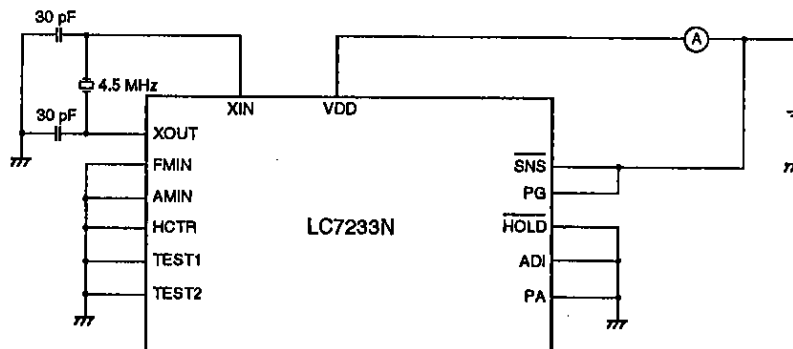 30 pF
4.5 MHz
30 pF
A
XIN
VDD
XOUT
FMIN
AMIN
HCTR
TEST1
TEST2
LC7233N
SNS
PG
HOLD
ADI
PA